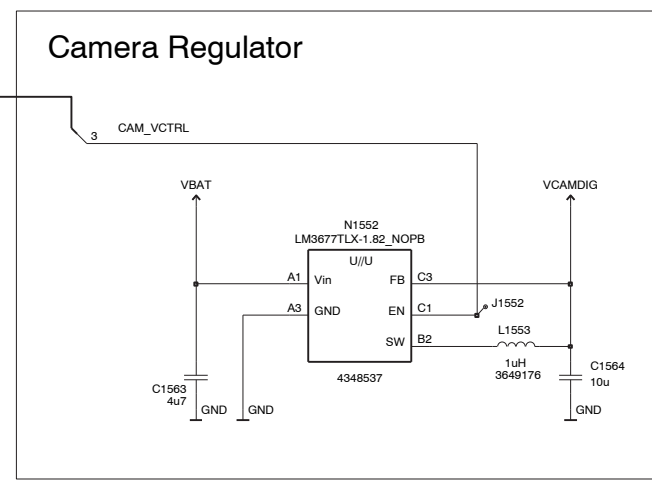 Camera Regulator
3 CAM_VCTRL
VBAT
VCAMDIG
N1552
LM3677TLX-1.82_NOPB
U//U
A1 Vin FB C3
A3 GND EN C1
J1552
SW B2
L1553
1uH
3649176
4348537
C1563
4u7
C1564
10u
GND
GND
GND